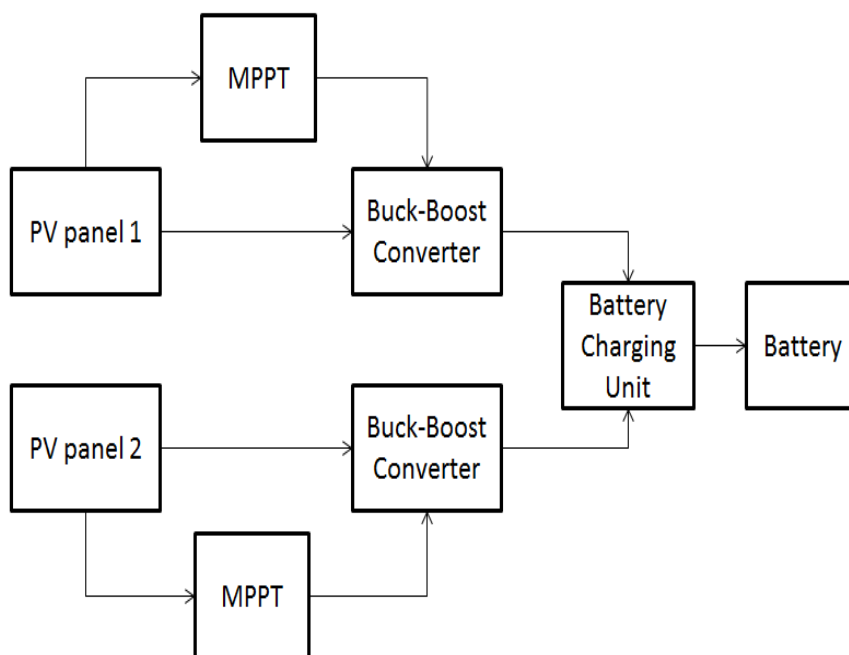 MPPT
PV panel 1
Buck-Boost
Converter
Battery
Charging
Unit
Battery
PV panel 2
Buck-Boost
Converter
MPPT